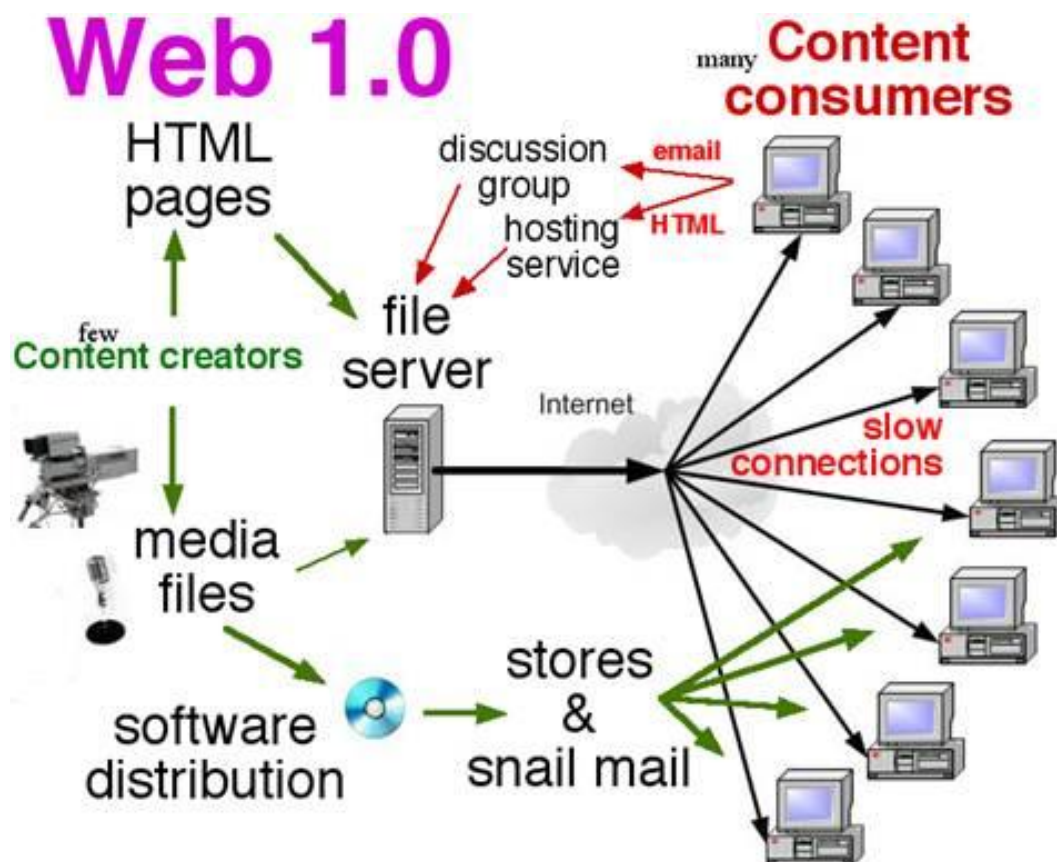 Web 1.0
many Content
consumers
HTML
pages
discussion
group
email
HTML
hosting
service
file
server
few
Content creators
Internet
slow
connections
media
files
stores
&
snail mail
software
distribution